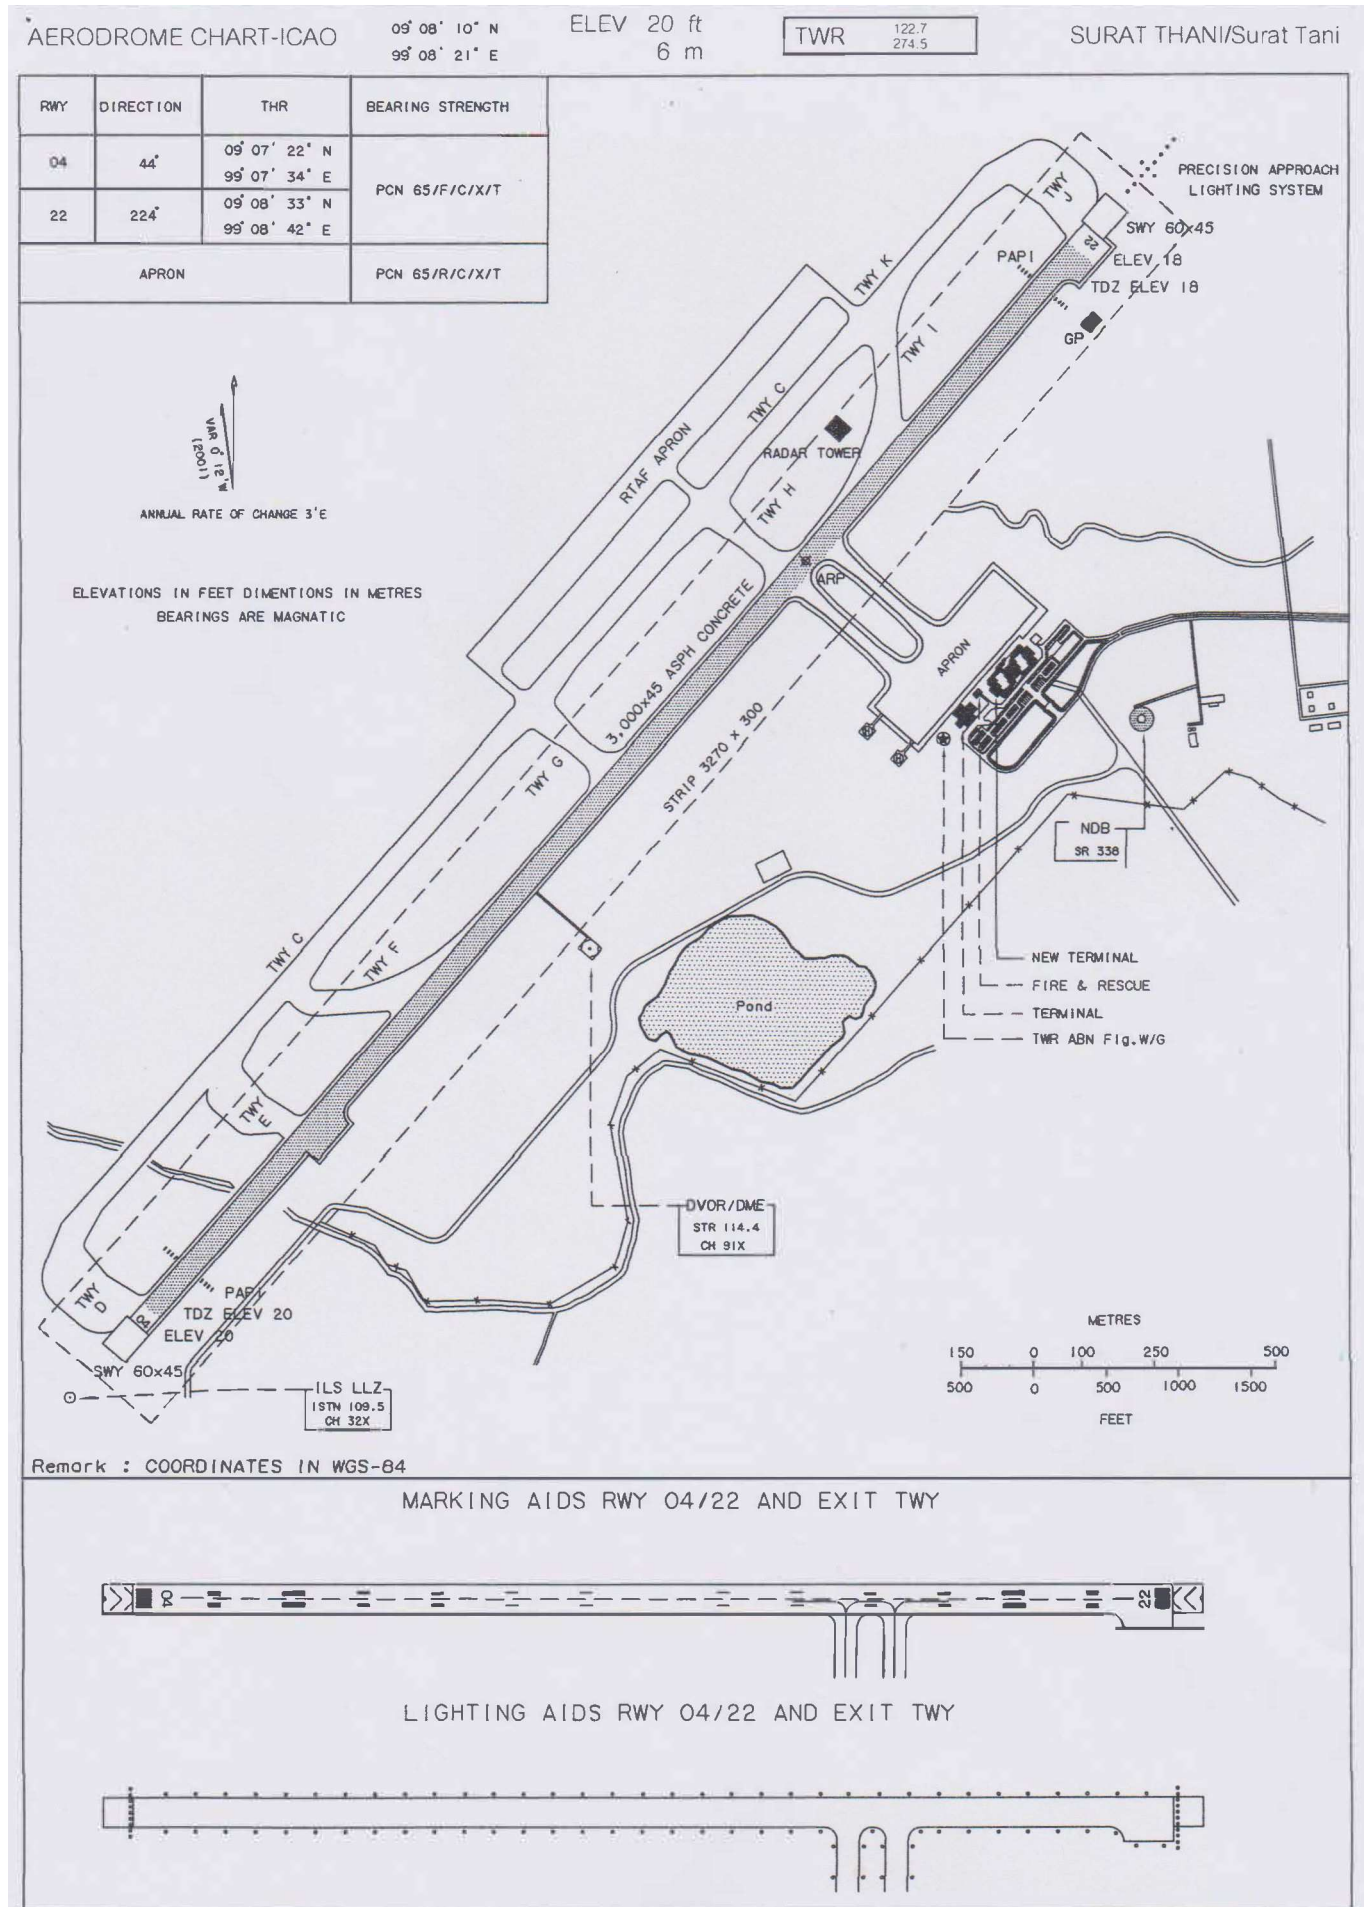 AERODROME CHART-ICAO
09° 08' 10" N
99° 08' 21" E
ELEV 20 ft
6 m
TWR 122.7
274.5
SURAT THANI/Surat Tani
RWY DIRECTION THR BEARING STRENGTH
04 44° 09° 07' 22" N
99° 07' 34" E
PCN 65/F/C/X/T
22 224° 09° 08' 33" N
99° 08' 42" E
APRON PCN 65/R/C/X/T
PRECISION APPROACH
LIGHTING SYSTEM
TWY J
SWY 60x45
22
ELEV 18
TDZ ELEV 18
PAPI
GP
TWY K
TWY I
TWY C
RADAR TOWER
RTAF APRON
TWY H
VAR 0° 12' W
(2001)
ANNUAL RATE OF CHANGE 3'E
ELEVATIONS IN FEET DIMENTIONS IN METRES
BEARINGS ARE MAGNATIC
ARP
APRON
3,000x45 ASPH CONCRETE
STRIP 3270 x 300
TWY G
NDB
SR 338
TWY C
TWY F
NEW TERMINAL
FIRE & RESCUE
TERMINAL
TWR ABN Flg.W/G
Pond
TWY E
DVOR/DME
STR 114.4
CH 91X
TWY D
PAPI
TDZ ELEV 20
04
ELEV 20
SWY 60x45
ILS LLZ
ISTN 109.5
CH 32X
METRES
150 0 100 250 500
500 0 500 1000 1500
FEET
Remark : COORDINATES IN WGS-84
MARKING AIDS RWY 04/22 AND EXIT TWY
04
22
LIGHTING AIDS RWY 04/22 AND EXIT TWY